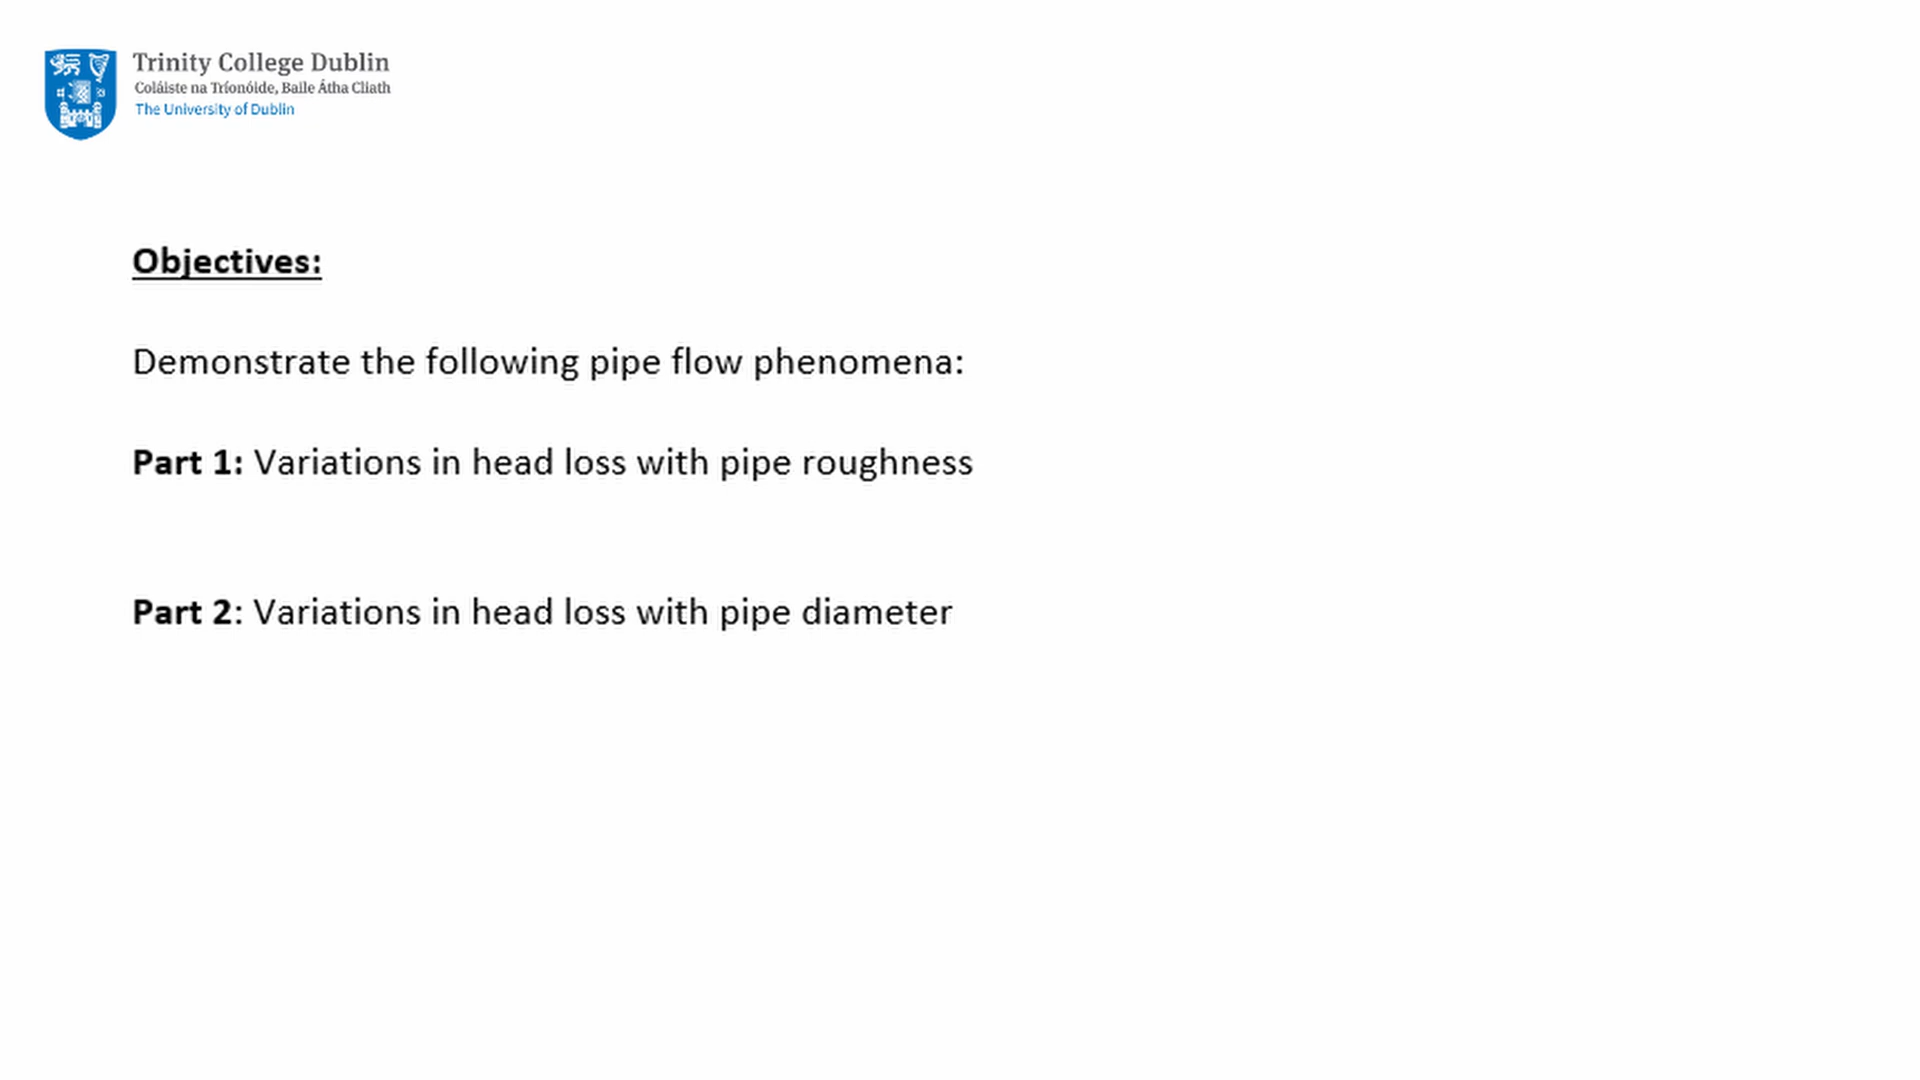 Trinity College Dublin
Coláiste na Tríonóide, Baile Átha Cliath
The University of Dublin
Objectives:
Demonstrate the following pipe flow phenomena:
Part 1: Variations in head loss with pipe roughness
Part 2: Variations in head loss with pipe diameter